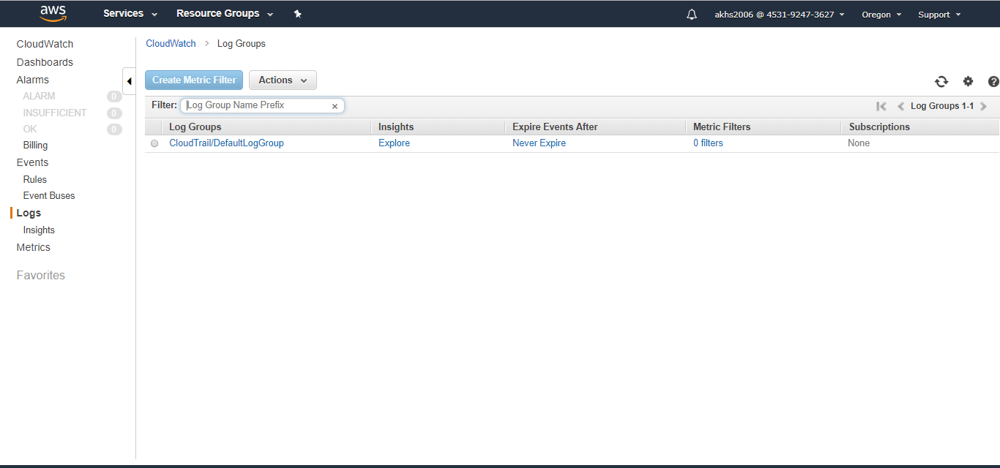 aws Services Resource Groups akhs2006 @ 4531-9247-3627 Oregon Support
CloudWatch
Dashboards
Alarms
ALARM 0
INSUFFICIENT 0
OK 0
Billing
Events
Rules
Event Buses
Logs
Insights
Metrics
Favorites
CloudWatch > Log Groups
Create Metric Filter Actions
?
Filter: Log Group Name Prefix × Log Groups 1-1
Log Groups Insights Expire Events After Metric Filters Subscriptions
CloudTrail/DefaultLogGroup Explore Never Expire 0 filters None